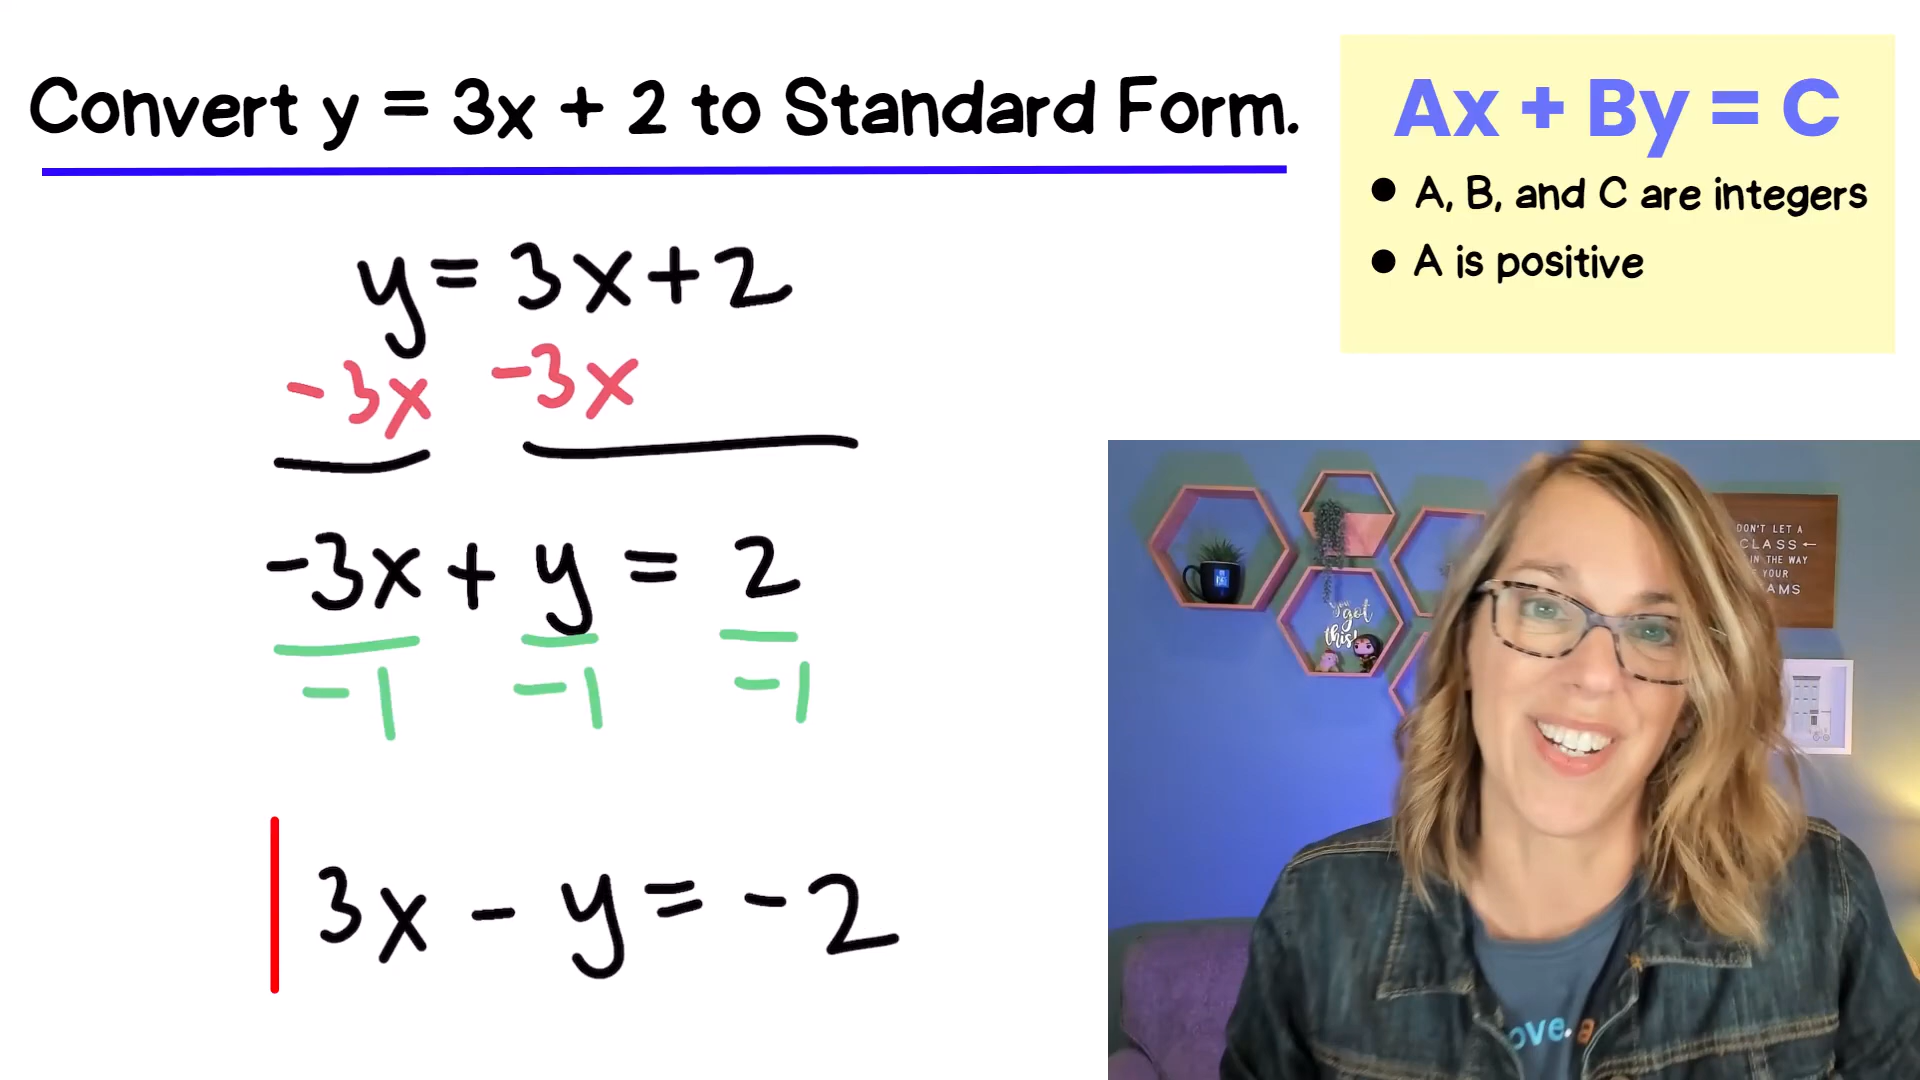 Convert y = 3x + 2 to Standard Form.
Ax + By = C
• A, B, and C are integers
• A is positive
y = 3x + 2
-3x -3x
-3x + y = 2
-1 -1 -1
3x - y = -2
DON'T LET A
CLASS ←
IN THE WAY
YOUR
AMS
you
got
this!
ove. a